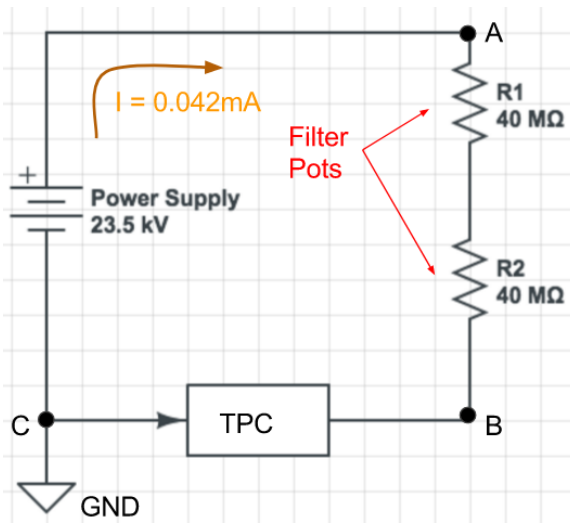 A
I = 0.042mA
R1
40 MΩ
Filter
Pots
+
Power Supply
23.5 kV
R2
40 MΩ
C
TPC
B
GND